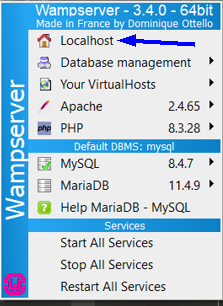 Wampserver - 3.4.0 - 64bit
Made in France by Dominique Ottello
Wampserver
Localhost
Database management
Your VirtualHosts
Apache 2.4.65
php PHP 8.3.28
Default DBMS: mysql
MySQL 8.4.7
MariaDB 11.4.9
Help MariaDB - MySQL
Services
Start All Services
Stop All Services
Restart All Services